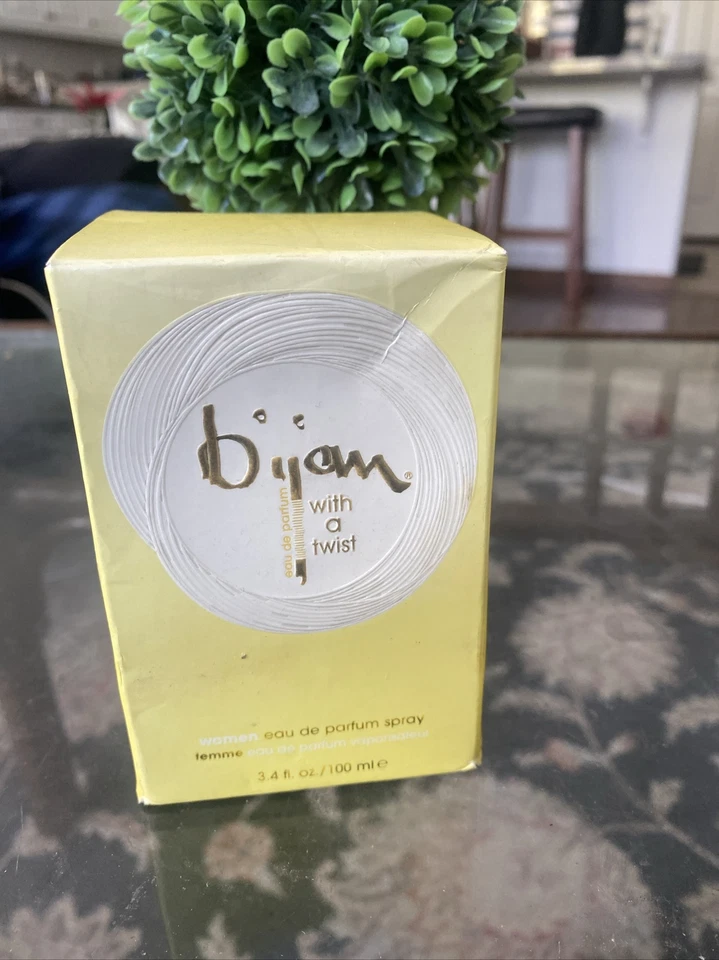 bijan®
eau de parfum
with
a
twist
women eau de parfum spray
femme eau de parfum vaporisateur
3.4 fl. oz./100 ml ℮